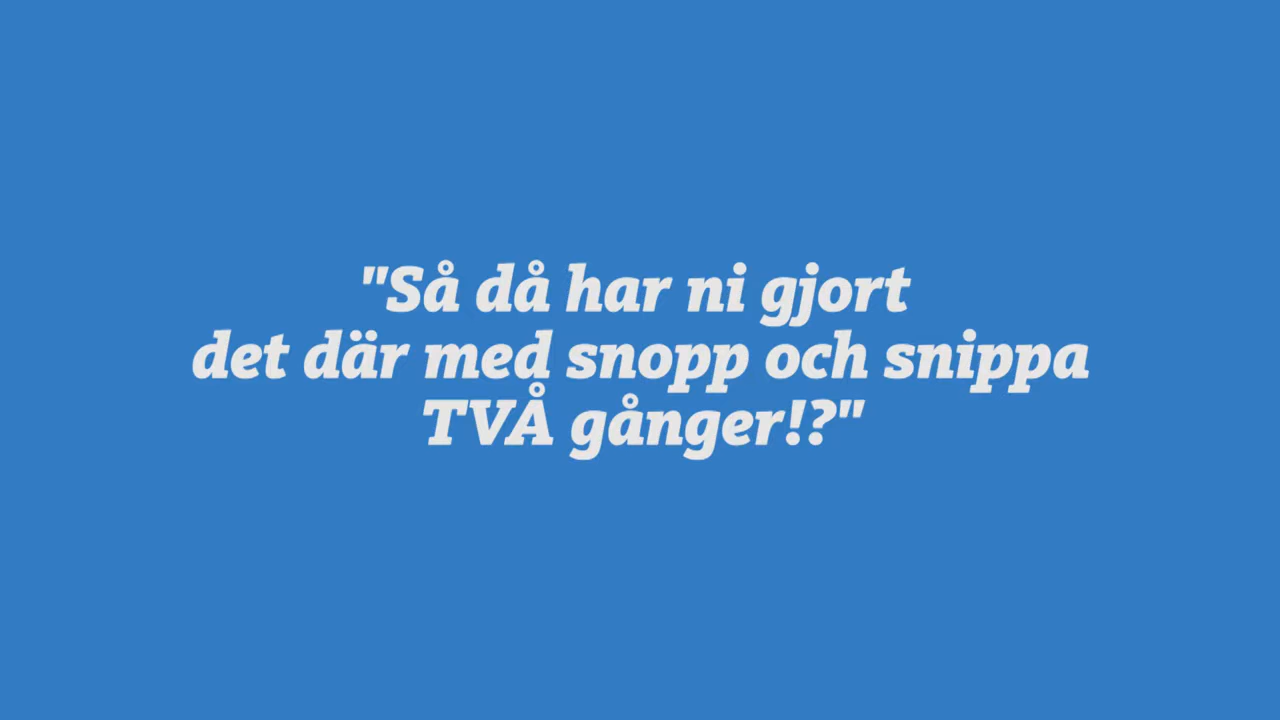 "Så då har ni gjort
det där med snopp och snippa
TVÅ gånger!?"